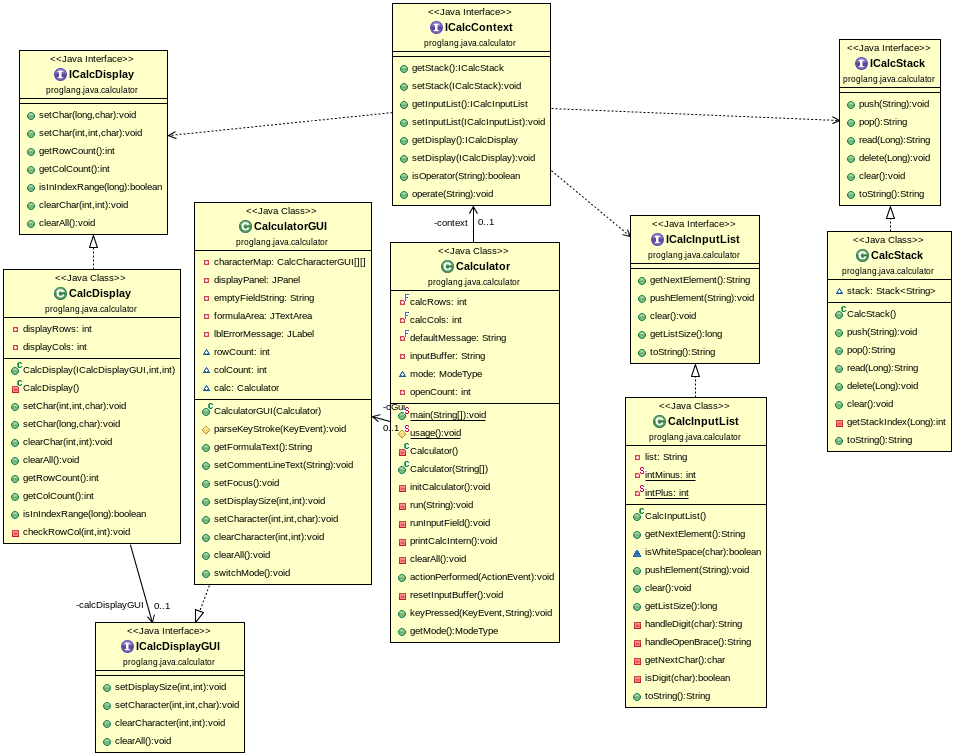 <<Java Interface>>
ICalcContext
proglang.java.calculator
getStack():ICalcStack
setStack(ICalcStack):void
getInputList():ICalcInputList
setInputList(ICalcInputList):void
getDisplay():ICalcDisplay
setDisplay(ICalcDisplay):void
isOperator(String):boolean
operate(String):void
<<Java Interface>>
ICalcDisplay
proglang.java.calculator
setChar(long,char):void
setChar(int,int,char):void
getRowCount():int
getColCount():int
isInIndexRange(long):boolean
clearChar(int,int):void
clearAll():void
<<Java Interface>>
ICalcStack
proglang.java.calculator
push(String):void
pop():String
read(Long):String
delete(Long):void
clear():void
toString():String
<<Java Class>>
CalculatorGUI
proglang.java.calculator
characterMap: CalcCharacterGUI[][]
displayPanel: JPanel
emptyFieldString: String
formulaArea: JTextArea
lblErrorMessage: JLabel
rowCount: int
colCount: int
calc: Calculator
CalculatorGUI(Calculator)
parseKeyStroke(KeyEvent):void
getFormulaText():String
setCommentLineText(String):void
setFocus():void
setDisplaySize(int,int):void
setCharacter(int,int,char):void
clearCharacter(int,int):void
clearAll():void
switchMode():void
-context
0..1
<<Java Class>>
Calculator
proglang.java.calculator
calcRows: int
calcCols: int
defaultMessage: String
inputBuffer: String
mode: ModeType
openCount: int
-cGui
0..1
main(String[]):void
usage():void
Calculator()
Calculator(String[])
initCalculator():void
run(String):void
runInputField():void
printCalcIntern():void
clearAll():void
actionPerformed(ActionEvent):void
resetInputBuffer():void
keyPressed(KeyEvent,String):void
getMode():ModeType
<<Java Interface>>
ICalcInputList
proglang.java.calculator
getNextElement():String
pushElement(String):void
clear():void
getListSize():long
toString():String
<<Java Class>>
CalcStack
proglang.java.calculator
stack: Stack<String>
CalcStack()
push(String):void
pop():String
read(Long):String
delete(Long):void
clear():void
getStackIndex(Long):int
toString():String
<<Java Class>>
CalcDisplay
proglang.java.calculator
displayRows: int
displayCols: int
CalcDisplay(ICalcDisplayGUI,int,int)
CalcDisplay()
setChar(int,int,char):void
setChar(long,char):void
clearChar(int,int):void
clearAll():void
getRowCount():int
getColCount():int
isInIndexRange(long):boolean
checkRowCol(int,int):void
<<Java Class>>
CalcInputList
proglang.java.calculator
list: String
intMinus: int
intPlus: int
CalcInputList()
getNextElement():String
isWhiteSpace(char):boolean
pushElement(String):void
clear():void
getListSize():long
handleDigit(char):String
handleOpenBrace():String
getNextChar():char
isDigit(char):boolean
toString():String
-calcDisplayGUI
0..1
<<Java Interface>>
ICalcDisplayGUI
proglang.java.calculator
setDisplaySize(int,int):void
setCharacter(int,int,char):void
clearCharacter(int,int):void
clearAll():void